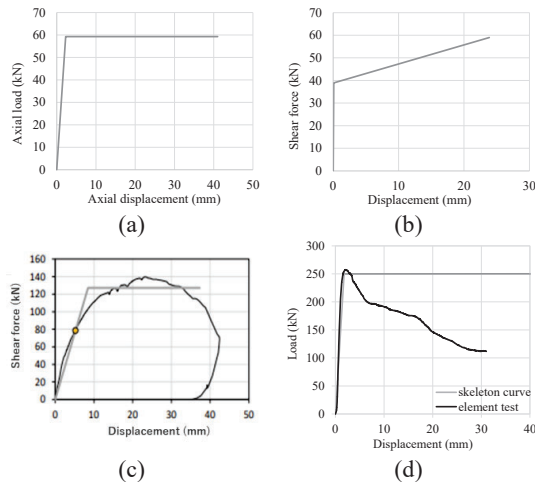 70
60
50
40
30
20
10
0
Axial load (kN)
0 10 20 30 40 50
Axial displacement (mm)
(a)
70
60
50
40
30
20
10
0
Shear force (kN)
0 10 20 30
Displacement (mm)
(b)
160
140
120
100
80
60
40
20
0
Shear force (kN)
0 10 20 30 40 50
Displacement (mm)
(c)
300
250
200
150
100
50
0
Load (kN)
skeleton curve
element test
0 10 20 30 40
Displacement (mm)
(d)